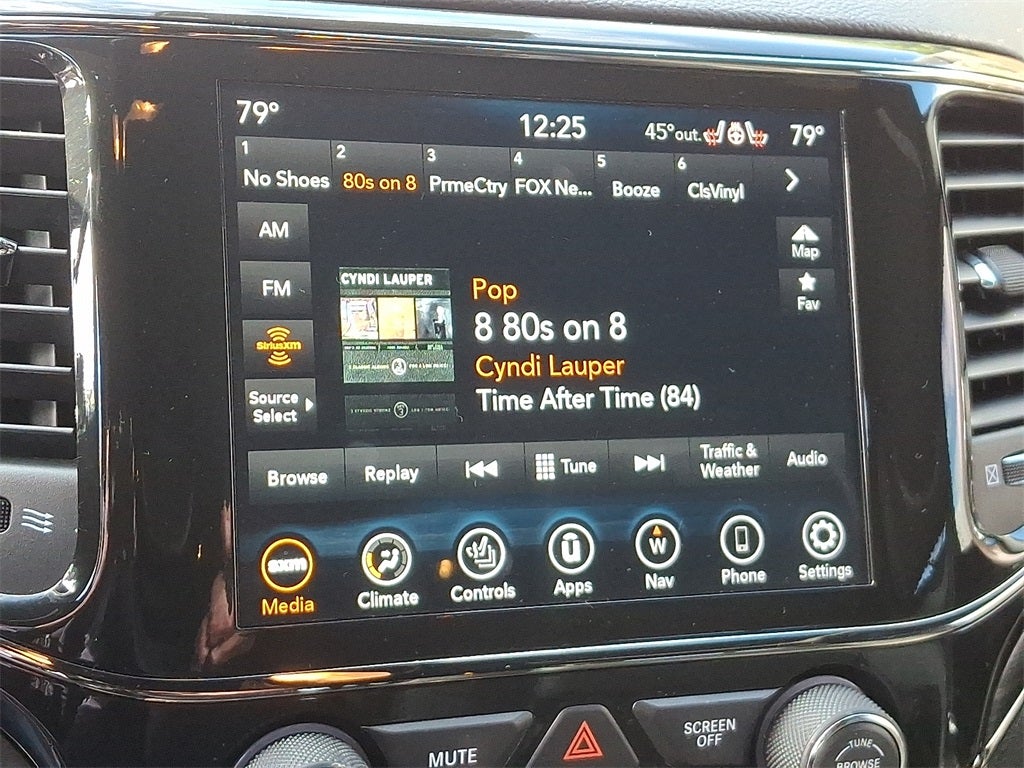 79° 12:25 45°out. 79°
1 2 3 4 5 6
No Shoes 80s on 8 PrmeCtry FOX Ne... Booze ClsVinyl
AM
Map
FM
Fav
CYNDI LAUPER
Pop
8 80s on 8
Cyndi Lauper
Time After Time (84)
SiriusXM
Source
Select
Browse Replay Tune Traffic &
Weather Audio
sxm W
Media Climate Controls Apps Nav Phone Settings
MUTE SCREEN
OFF
TUNE
BROWSE